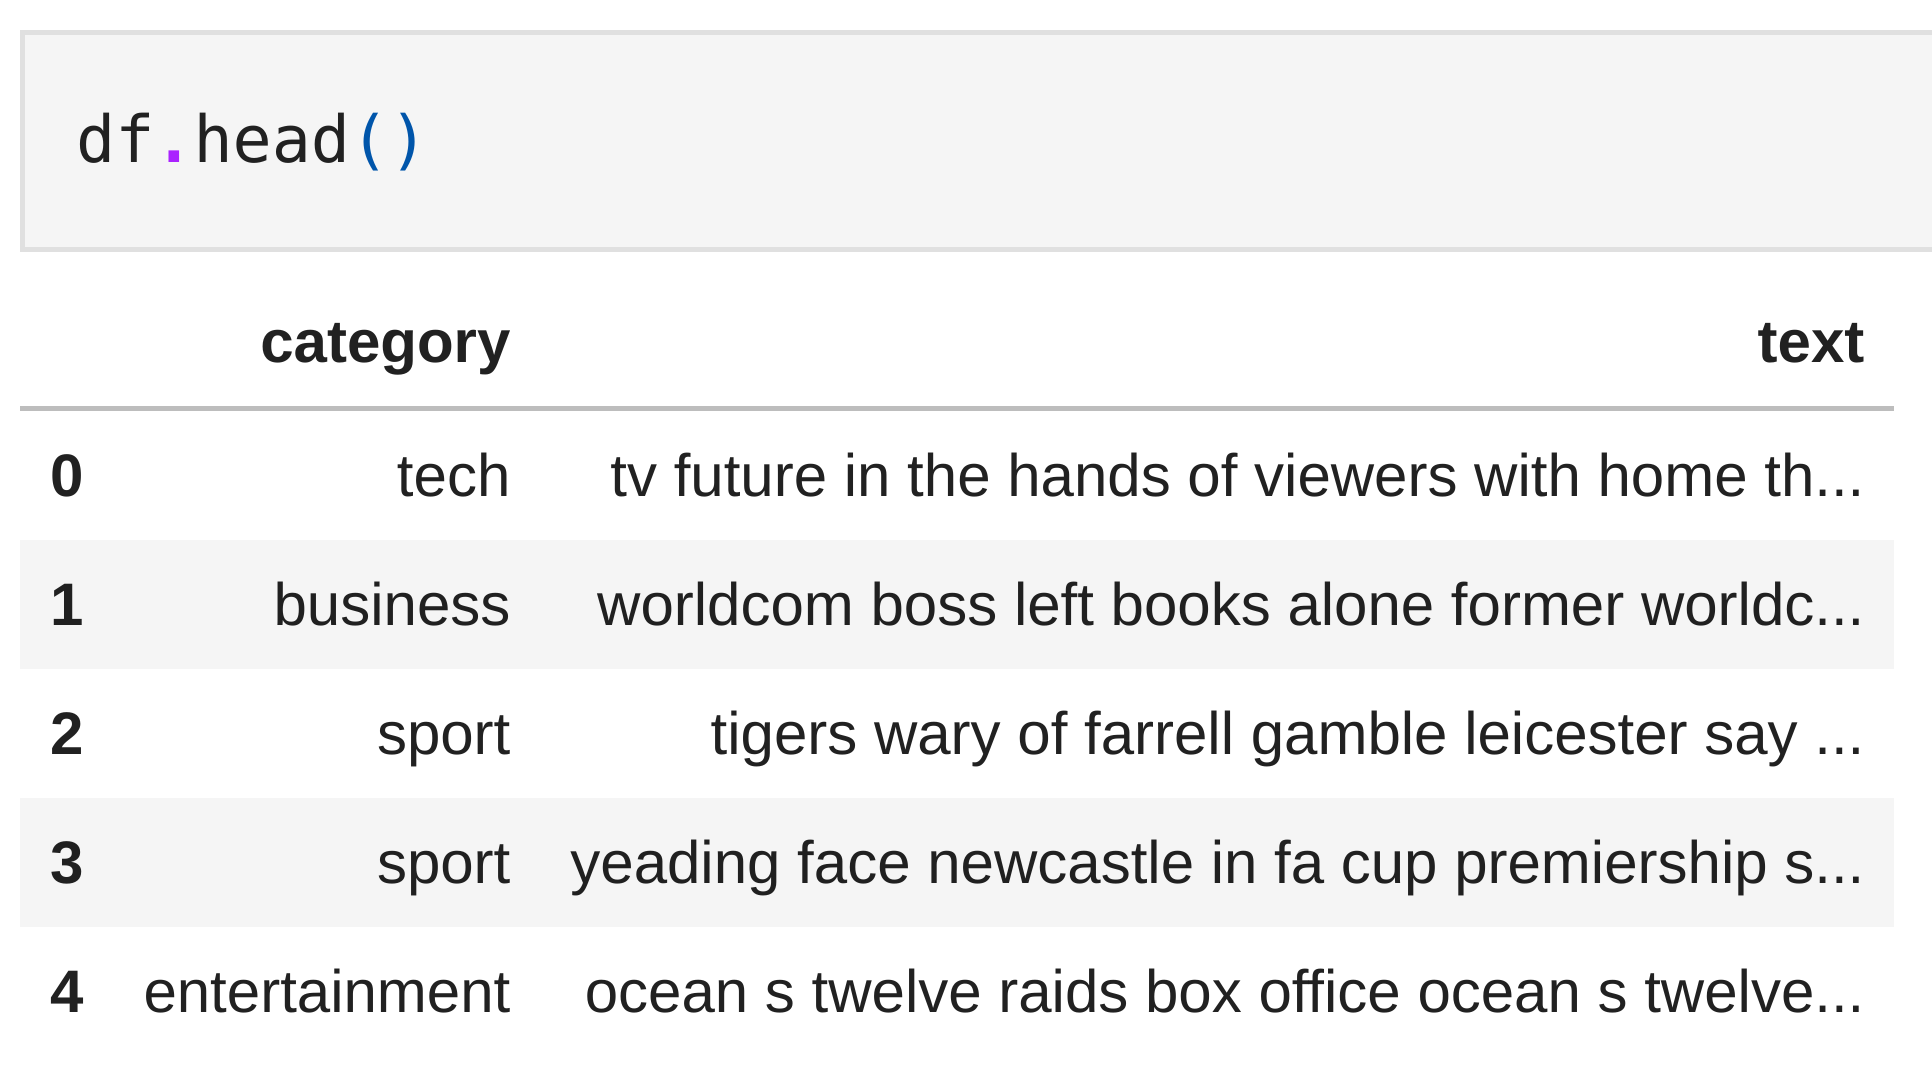 df.head()
category text
0 tech tv future in the hands of viewers with home th...
1 business worldcom boss left books alone former worldc...
2 sport tigers wary of farrell gamble leicester say ...
3 sport yeading face newcastle in fa cup premiership s...
4 entertainment ocean s twelve raids box office ocean s twelve...